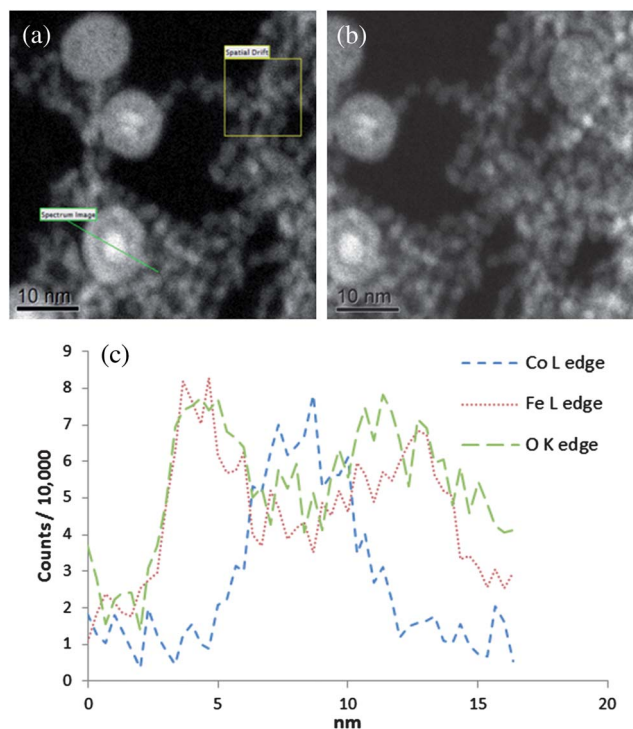 (a)
Spatial Drift
Spectrum Image
10 nm
(b)
10 nm
(c)
9
8
7
6
5
4
3
2
1
0
Counts/ 10,000
0
5
10
15
20
nm
Co L edge
Fe L edge
O K edge